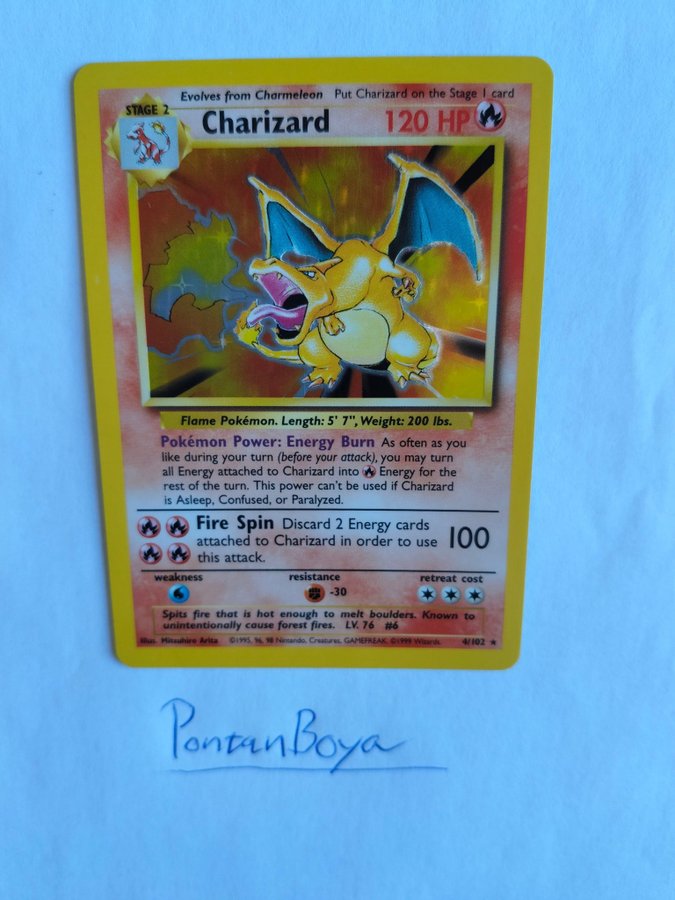 Evolves from Charmeleon Put Charizard on the Stage 1 card
STAGE 2
Charizard 120 HP
Flame Pokémon. Length: 5' 7", Weight: 200 lbs.
Pokémon Power: Energy Burn As often as you
like during your turn (before your attack), you may turn
all Energy attached to Charizard into Energy for the
rest of the turn. This power can't be used if Charizard
is Asleep, Confused, or Paralyzed.
Fire Spin Discard 2 Energy cards
attached to Charizard in order to use 100
this attack.
weakness resistance retreat cost
-30
Spits fire that is hot enough to melt boulders. Known to
unintentionally cause forest fires. LV. 76 #6
Illus. Mitsuhiro Arita ©1995, 96, 98 Nintendo, Creatures, GAMEFREAK. ©1999 Wizards. 4/102 ★
PontanBoya